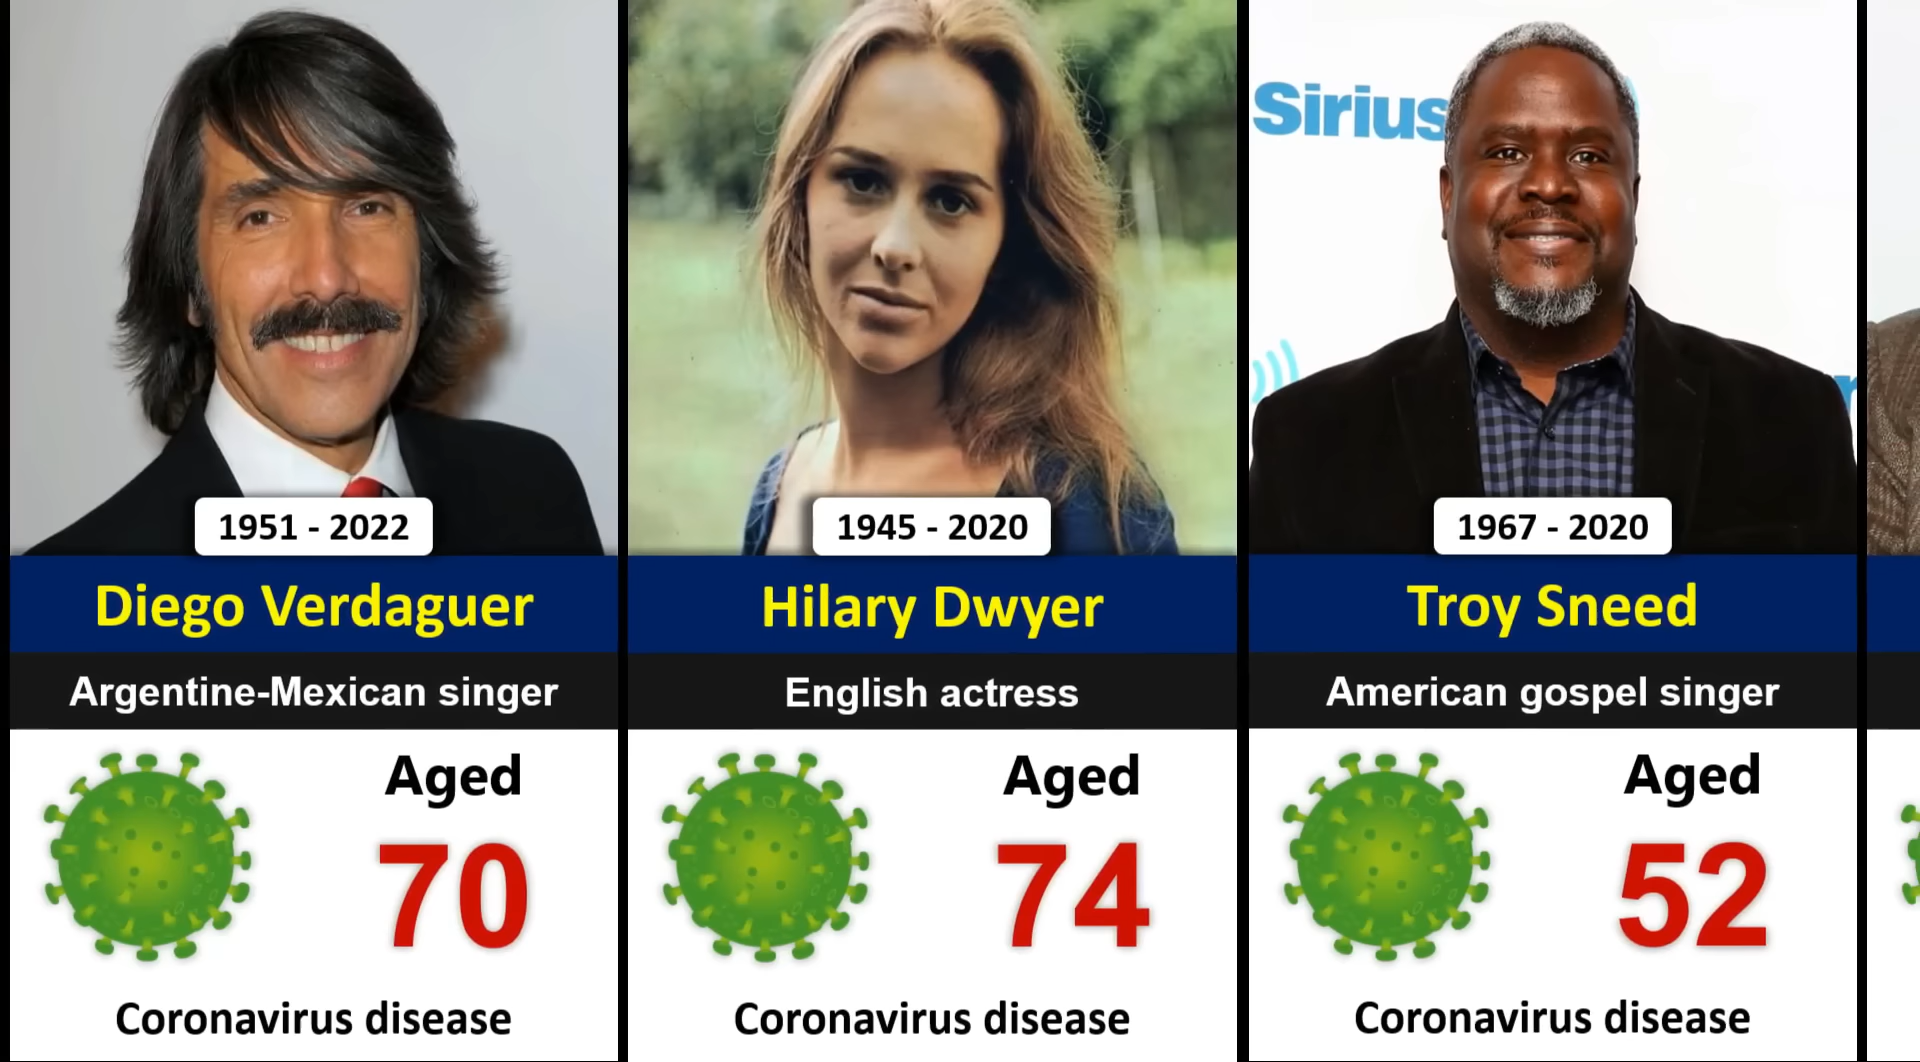 Sirius
1951 - 2022
Diego Verdaguer
Argentine-Mexican singer
Aged
70
Coronavirus disease
1945 - 2020
Hilary Dwyer
English actress
Aged
74
Coronavirus disease
1967 - 2020
Troy Sneed
American gospel singer
Aged
52
Coronavirus disease